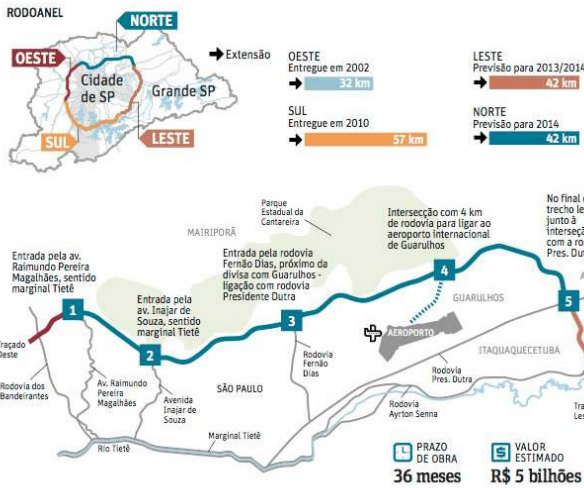 RODOANEL
NORTE
OESTE
Cidade
de SP
Grande SP
SUL
LESTE
Extensão
OESTE
Entregue em 2002
32 km
LESTE
Previsão para 2013/2014
42 km
SUL
Entregue em 2010
57 km
NORTE
Previsão para 2014
42 km
Parque
Estadual da
Cantareira
MAIRIPORÃ
Entrada pela av.
Raimundo Pereira
Magalhães, sentido
marginal Tietê
1
Entrada pela
av. Inajar de
Souza, sentido
marginal Tietê
2
Entrada pela rodovia
Fernão Dias, próximo da
divisa com Guarulhos -
ligação com rodovia
Presidente Dutra
3
Intersecção com 4 km
de rodovia para ligar ao
aeroporto internacional
de Guarulhos
4
No final
trecho
junto à
com a
Pres.
5
GUARULHOS
AEROPORTO
ITAQUAQUECETUBA
Oeste
Rodovia dos
Bandeirantes
Av. Raimundo
Pereira
Magalhães
Avenida
Inajar de
Souza
SÃO PAULO
Rodovia
Fernão
Dias
Rodovia
Pres. Dutra
Rodovia
Ayrton Senna
Rio Tietê
Marginal Tietê
PRAZO
DE OBRA
36 meses
VALOR
ESTIMADO
R$ 5 bilhões